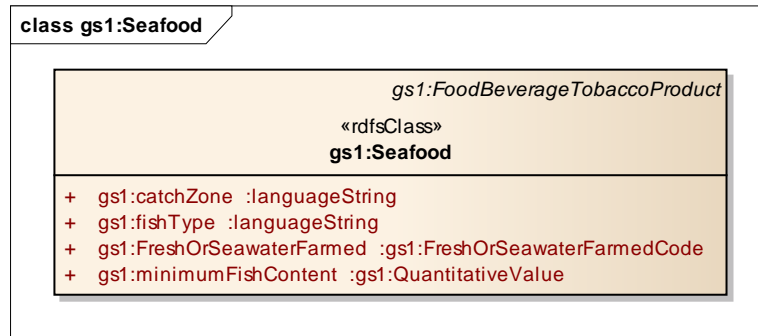 class gs1:Seafood
gs1:FoodBeverageTobaccoProduct
«rdfsClass»
gs1:Seafood
+ gs1:catchZone :languageString
+ gs1:fishType :languageString
+ gs1:FreshOrSeawaterFarmed :gs1:FreshOrSeawaterFarmedCode
+ gs1:minimumFishContent :gs1:QuantitativeValue